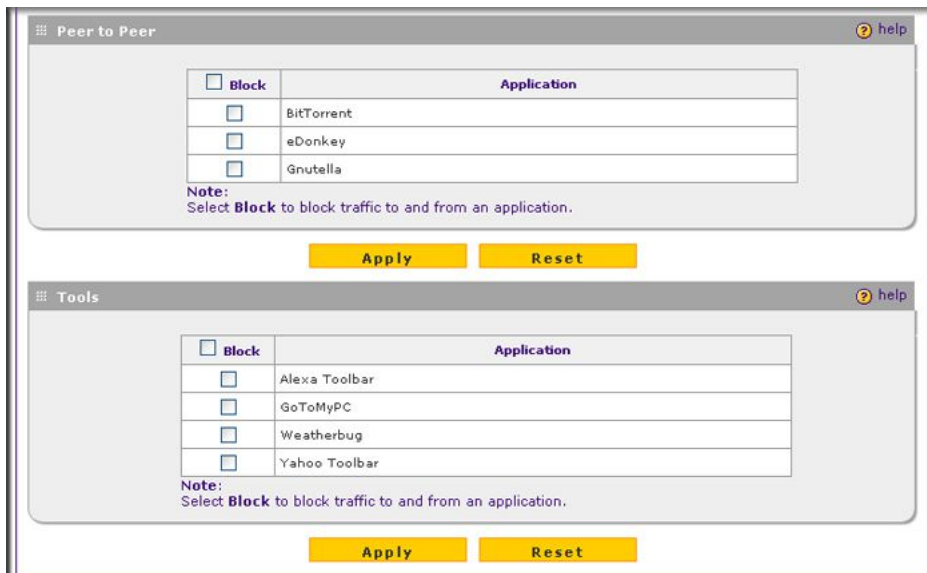 Peer to Peer
? help
Block Application
BitTorrent
eDonkey
Gnutella
Note:
Select Block to block traffic to and from an application.
Apply Reset
Tools
? help
Block Application
Alexa Toolbar
GoToMyPC
Weatherbug
Yahoo Toolbar
Note:
Select Block to block traffic to and from an application.
Apply Reset